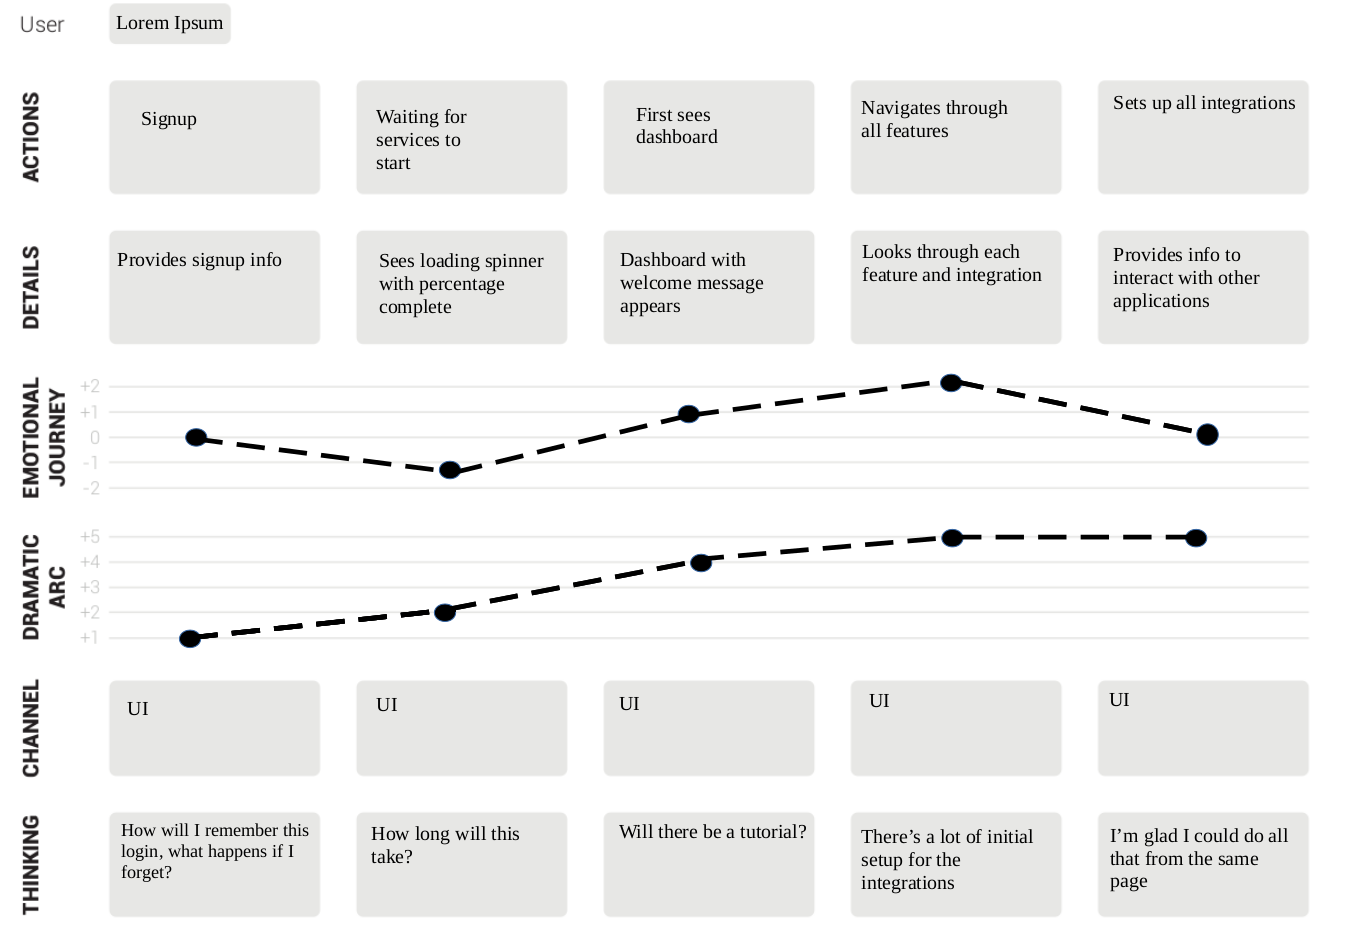 User
Lorem Ipsum
ACTIONS
Signup
Waiting for
services to
start
First sees
dashboard
Navigates through
all features
Sets up all integrations
DETAILS
Provides signup info
Sees loading spinner
with percentage
complete
Dashboard with
welcome message
appears
Looks through each
feature and integration
Provides info to
interact with other
applications
EMOTIONAL
JOURNEY
+2
+1
0
-1
-2
DRAMATIC
ARC
+5
+4
+3
+2
+1
CHANNEL
UI
UI
UI
UI
UI
THINKING
How will I remember this
login, what happens if I
forget?
How long will this
take?
Will there be a tutorial?
There’s a lot of initial
setup for the
integrations
I’m glad I could do all
that from the same
page